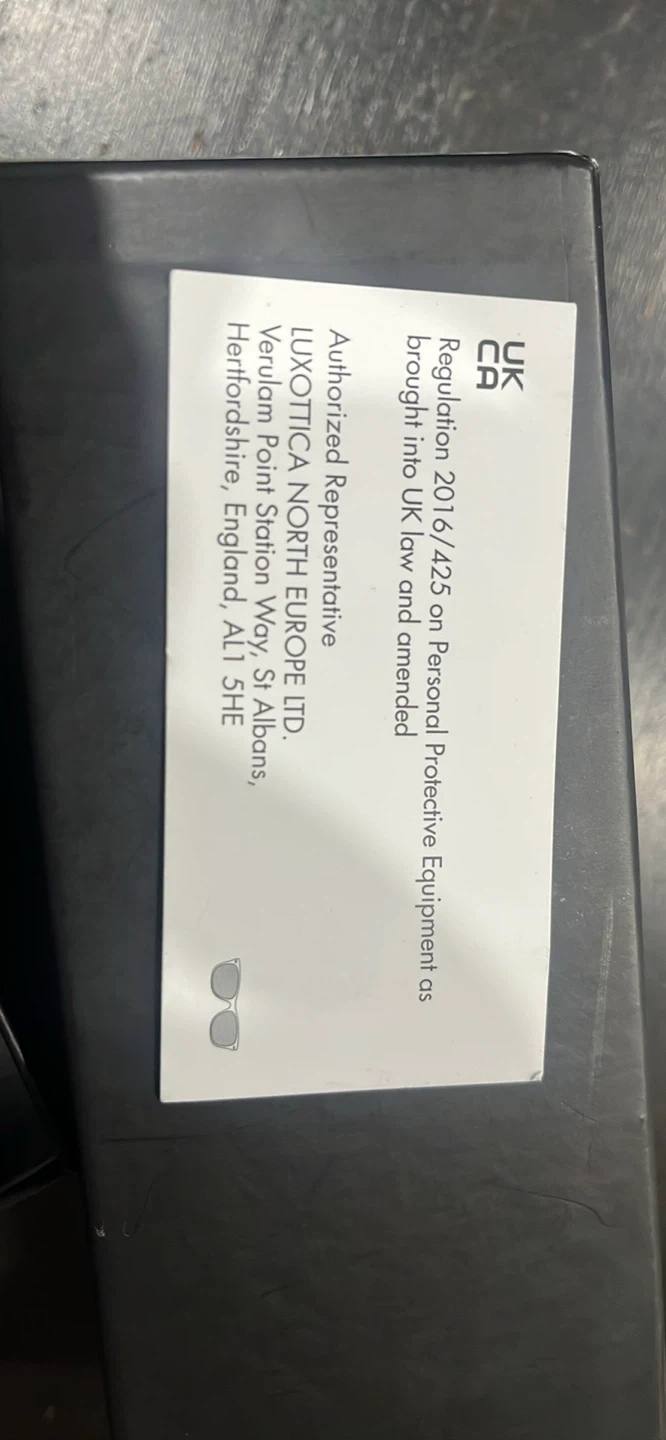 UK
CA
Regulation 2016/425 on Personal Protective Equipment as
brought into UK law and amended
Authorized Representative
LUXOTTICA NORTH EUROPE LTD.
Verulam Point Station Way, St Albans,
Hertfordshire, England, AL1 5HE